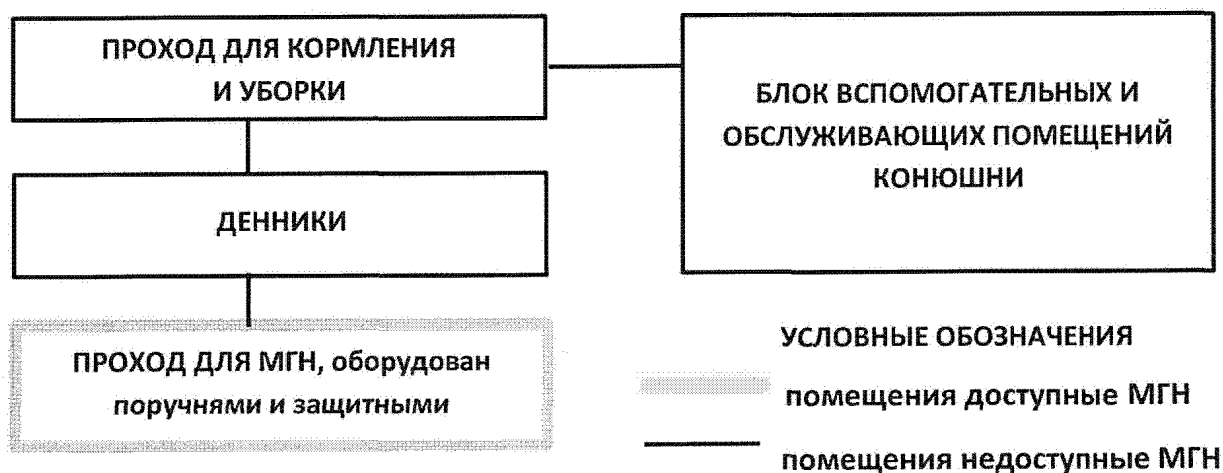 ПРОХОД ДЛЯ КОРМЛЕНИЯ
И УБОРКИ
БЛОК ВСПОМОГАТЕЛЬНЫХ И
ОБСЛУЖИВАЮЩИХ ПОМЕЩЕНИЙ
КОНЮШНИ
ДЕННИКИ
ПРОХОД ДЛЯ МГН, оборудован
поручнями и защитными
УСЛОВНЫЕ ОБОЗНАЧЕНИЯ
помещения доступные МГН
помещения недоступные МГН